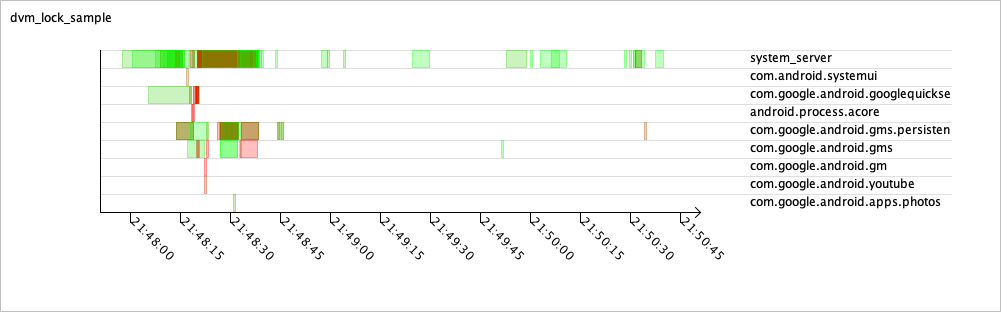 dvm_lock_sample
system_server
com.android.systemui
com.google.android.googlequickse
android.process.acore
com.google.android.gms.persisten
com.google.android.gms
com.google.android.gm
com.google.android.youtube
com.google.android.apps.photos
21:48:00
21:48:15
21:48:30
21:48:45
21:49:00
21:49:15
21:49:30
21:49:45
21:50:00
21:50:15
21:50:30
21:50:45